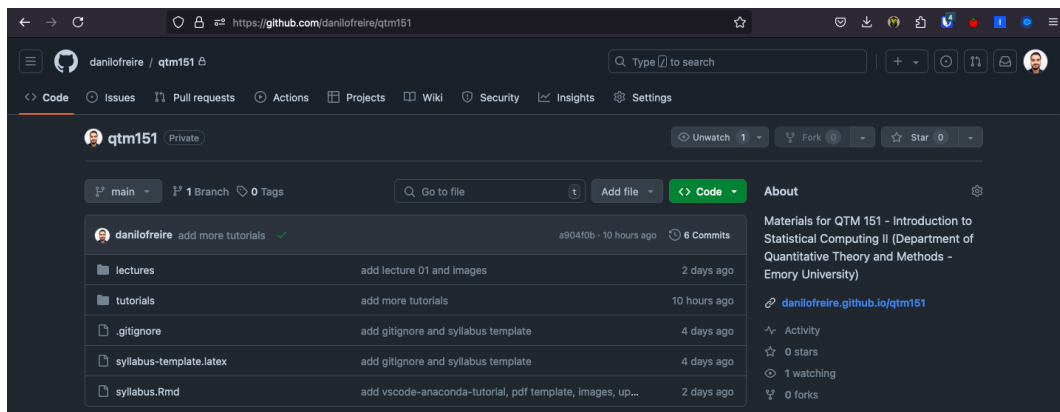 https://github.com/danilofreire/qtm151
4
danilofreire / qtm151
Type / to search
Code Issues Pull requests Actions Projects Wiki Security Insights Settings
qtm151 Private
Unwatch 1 Fork 0 Star 0
main 1 Branch 0 Tags Go to file t Add file Code
danilofreire add more tutorials a904f0b · 10 hours ago 6 Commits
lectures add lecture 01 and images 2 days ago
tutorials add more tutorials 10 hours ago
.gitignore add gitignore and syllabus template 4 days ago
syllabus-template.latex add gitignore and syllabus template 4 days ago
syllabus.Rmd add vscode-anaconda-tutorial, pdf template, images, up... 2 days ago
About
Materials for QTM 151 - Introduction to
Statistical Computing II (Department of
Quantitative Theory and Methods -
Emory University)
danilofreire.github.io/qtm151
Activity
0 stars
1 watching
0 forks